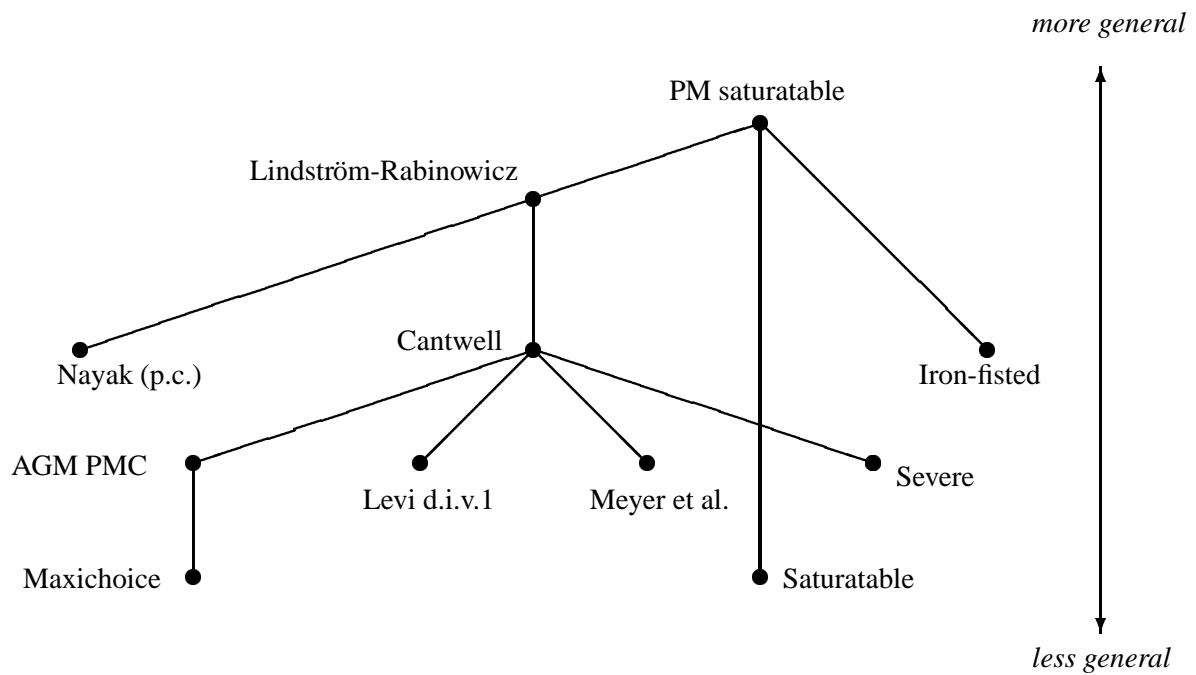 more general
PM saturatable
Lindström-Rabinowicz
Cantwell
Nayak (p.c.)
Iron-fisted
AGM PMC
Levi d.i.v.1
Meyer et al.
Severe
Maxichoice
Saturatable
less general